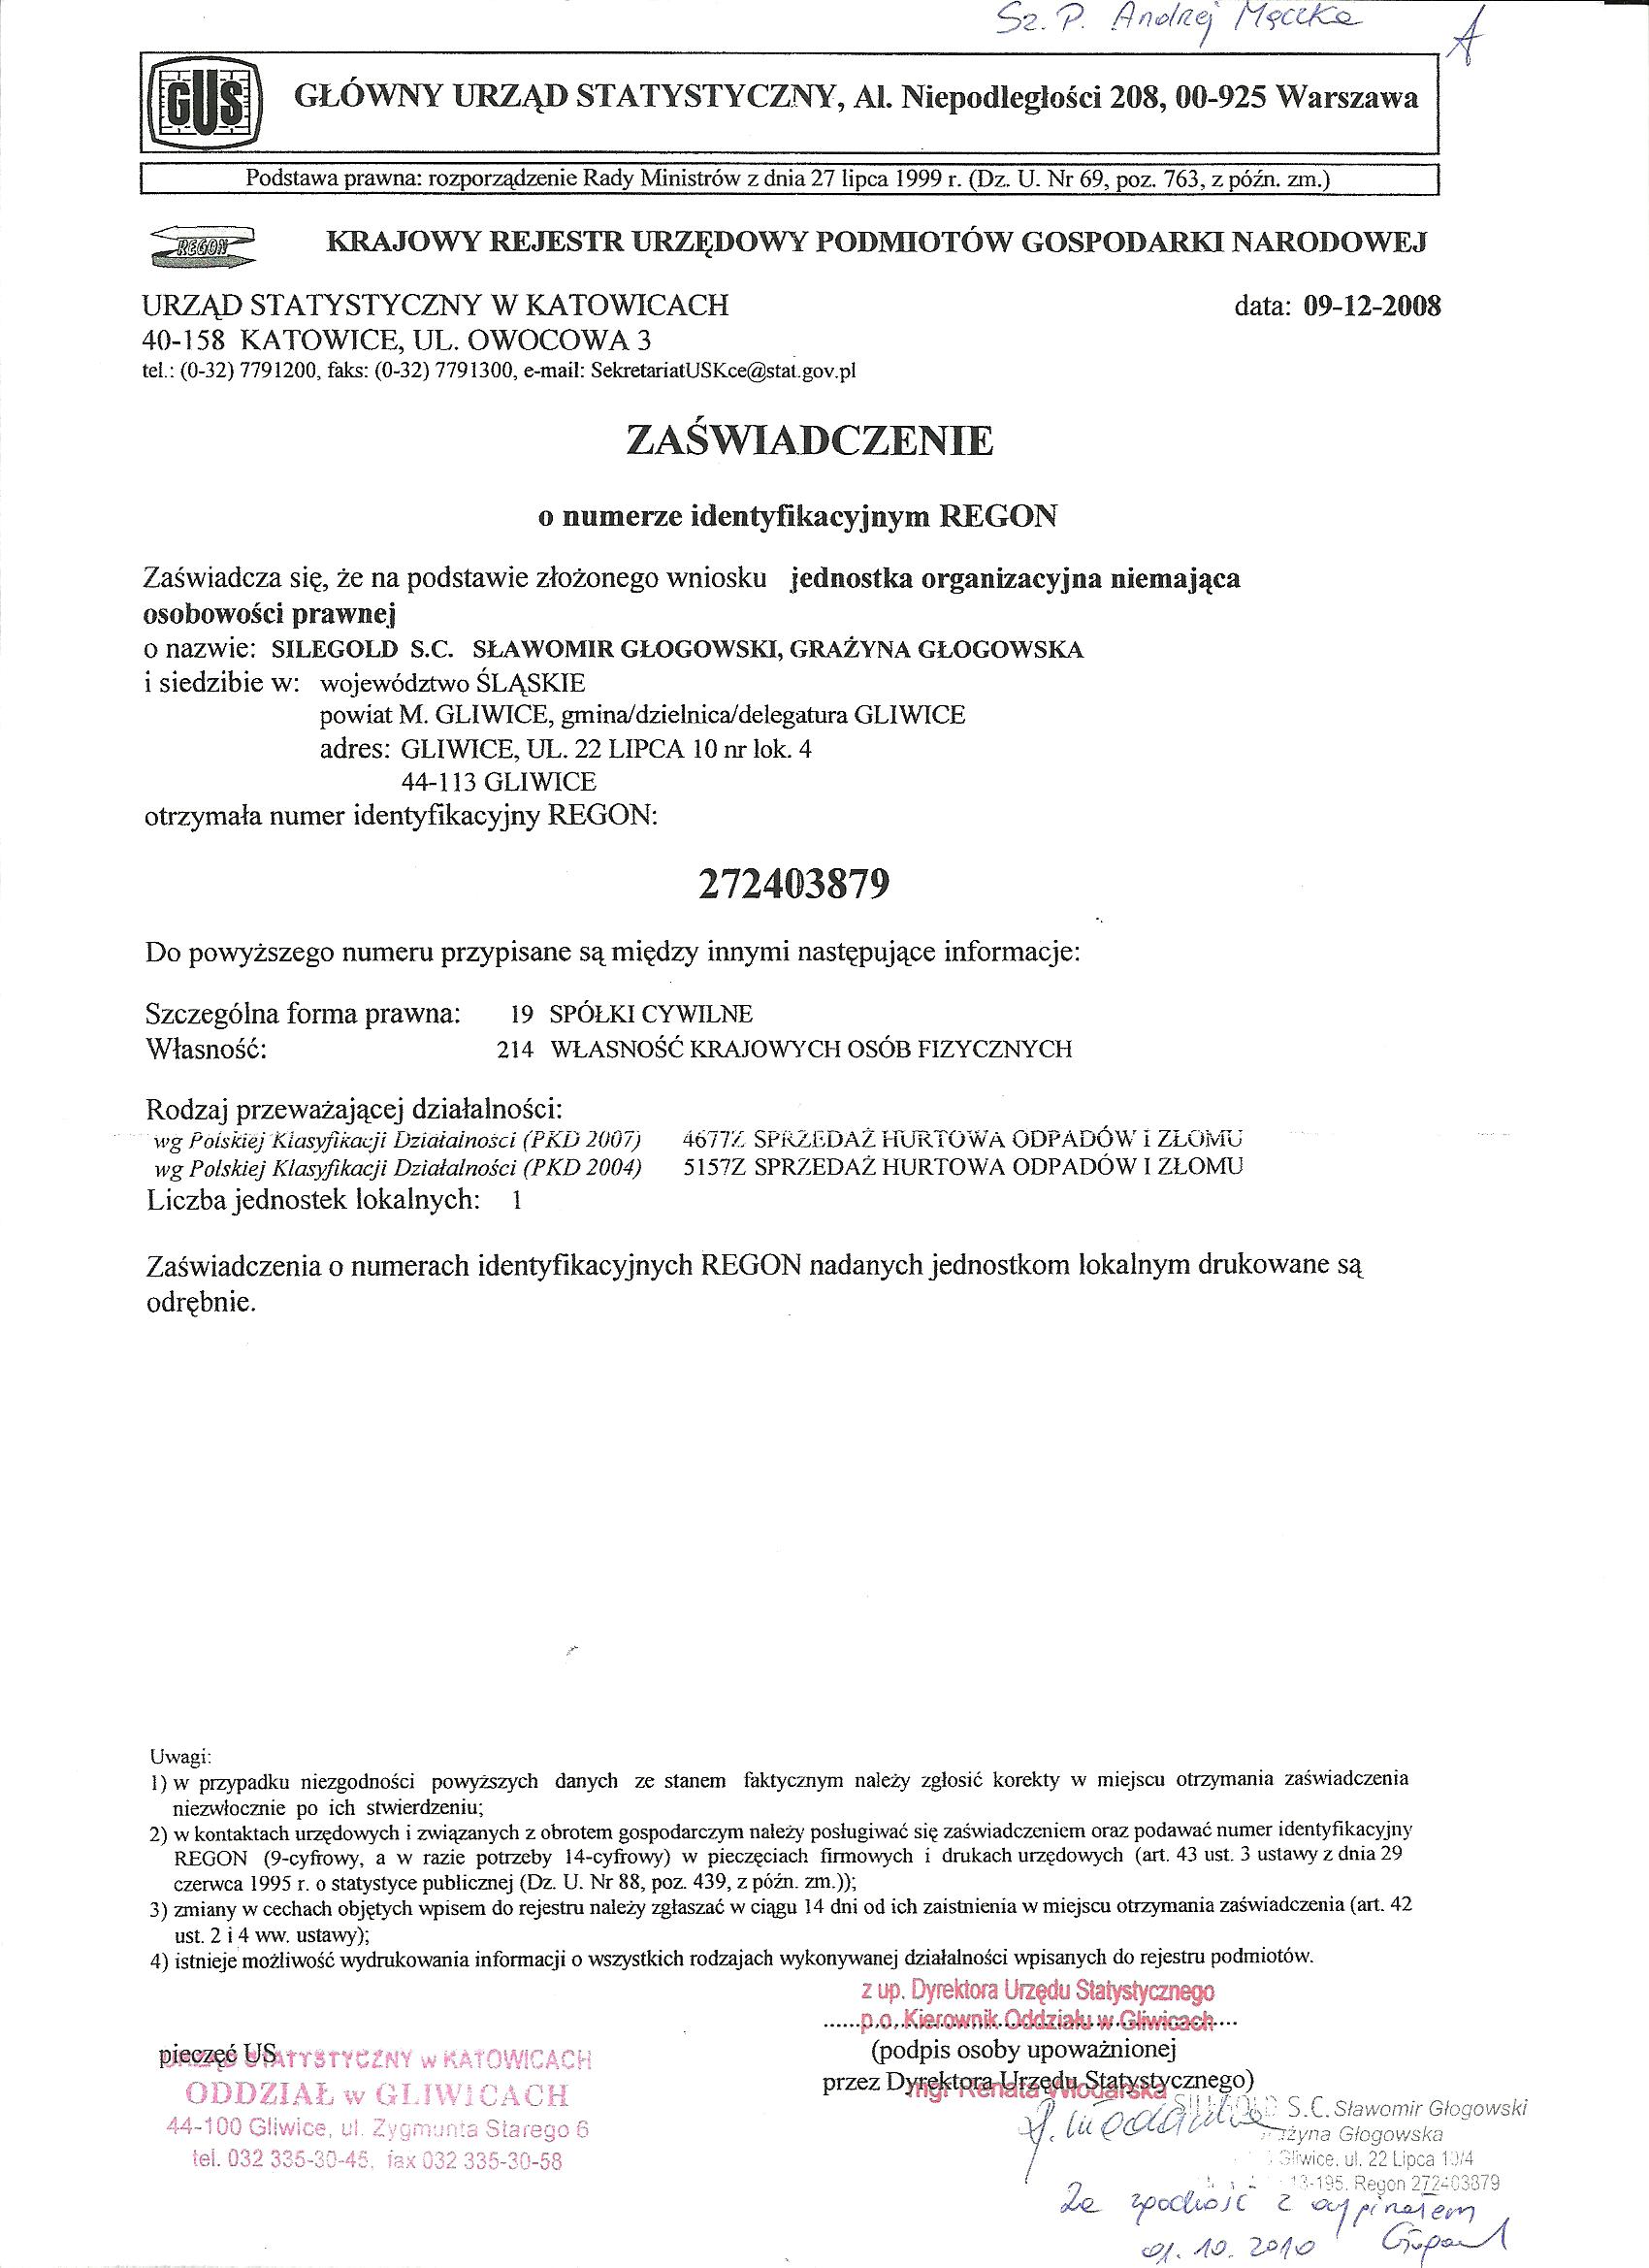 Sz. P. Andrzej
A
GUS
GŁÓWNY URZĄD STATYSTYCZNY, Al. Niepodległości 208, 00-925 Warszawa
Podstawa prawna: rozporządzenie Rady Ministrów z dnia 27 lipca 1999 r. (Dz. U. Nr 69, poz. 763, z późn. zm.)
REGON
KRAJOWY REJESTR URZĘDOWY PODMIOTÓW GOSPODARKI NARODOWEJ
URZĄD STATYSTYCZNY W KATOWICACH data: 09-12-2008
40-158 KATOWICE, UL. OWOCOWA 3
tel.: (0-32) 7791200, faks: (0-32) 7791300, e-mail: SekretariatUSKce@stat.gov.pl
ZAŚWIADCZENIE
o numerze identyfikacyjnym REGON
Zaświadcza się, że na podstawie złożonego wniosku jednostka organizacyjna niemająca
osobowości prawnej
o nazwie: SILEGOLD S.C. SŁAWOMIR GŁOGOWSKI, GRAŻYNA GŁOGOWSKA
i siedzibie w: województwo ŚLĄSKIE
powiat M. GLIWICE, gmina/dzielnica/delegatura GLIWICE
adres: GLIWICE, UL. 22 LIPCA 10 nr lok. 4
44-113 GLIWICE
otrzymała numer identyfikacyjny REGON:
272403879
Do powyższego numeru przypisane są między innymi następujące informacje:
Szczególna forma prawna: 19 SPÓŁKI CYWILNE
Własność: 214 WŁASNOŚĆ KRAJOWYCH OSÓB FIZYCZNYCH
Rodzaj przeważającej działalności:
wg Polskiej Klasyfikacji Działalności (PKD 2007) 4677Z SPRZEDAŻ HURTOWA ODPADÓW I ZŁOMU
wg Polskiej Klasyfikacji Działalności (PKD 2004) 5157Z SPRZEDAŻ HURTOWA ODPADÓW I ZŁOMU
Liczba jednostek lokalnych: 1
Zaświadczenia o numerach identyfikacyjnych REGON nadanych jednostkom lokalnym drukowane są
odrębnie.
Uwagi:
1) w przypadku niezgodności powyższych danych ze stanem faktycznym należy zgłosić korekty w miejscu otrzymania zaświadczenia
niezwłocznie po ich stwierdzeniu;
2) w kontaktach urzędowych i związanych z obrotem gospodarczym należy posługiwać się zaświadczeniem oraz podawać numer identyfikacyjny
REGON (9-cyfrowy, a w razie potrzeby 14-cyfrowy) w pieczęciach firmowych i drukach urzędowych (art. 43 ust. 3 ustawy z dnia 29
czerwca 1995 r. o statystyce publicznej (Dz. U. Nr 88, poz. 439, z późn. zm.));
3) zmiany w cechach objętych wpisem do rejestru należy zgłaszać w ciągu 14 dni od ich zaistnienia w miejscu otrzymania zaświadczenia (art. 42
ust. 2 i 4 ww. ustawy);
4) istnieje możliwość wydrukowania informacji o wszystkich rodzajach wykonywanej działalności wpisanych do rejestru podmiotów.
z up. Dyrektora Urzędu Statystycznego
p.o. Kierownik Oddziału w Gliwicach
(podpis osoby upoważnionej
przez Dyrektora Urzędu Statystycznego)
mgr Renata Włodarska
pieczęć US
STATYSTYCZNY w KATOWICACH
ODDZIAŁ w GLIWICACH
44-100 Gliwice, ul. Zygmunta Starego 6
tel. 032 335-30-45, fax 032 335-30-58
SILEGOLD S.C. Sławomir Głogowski
Głogowska
Gliwice, ul. 22 Lipca 10/4
13-195, Regon 272403879
Za zgodność z oryginałem
01.10.2010